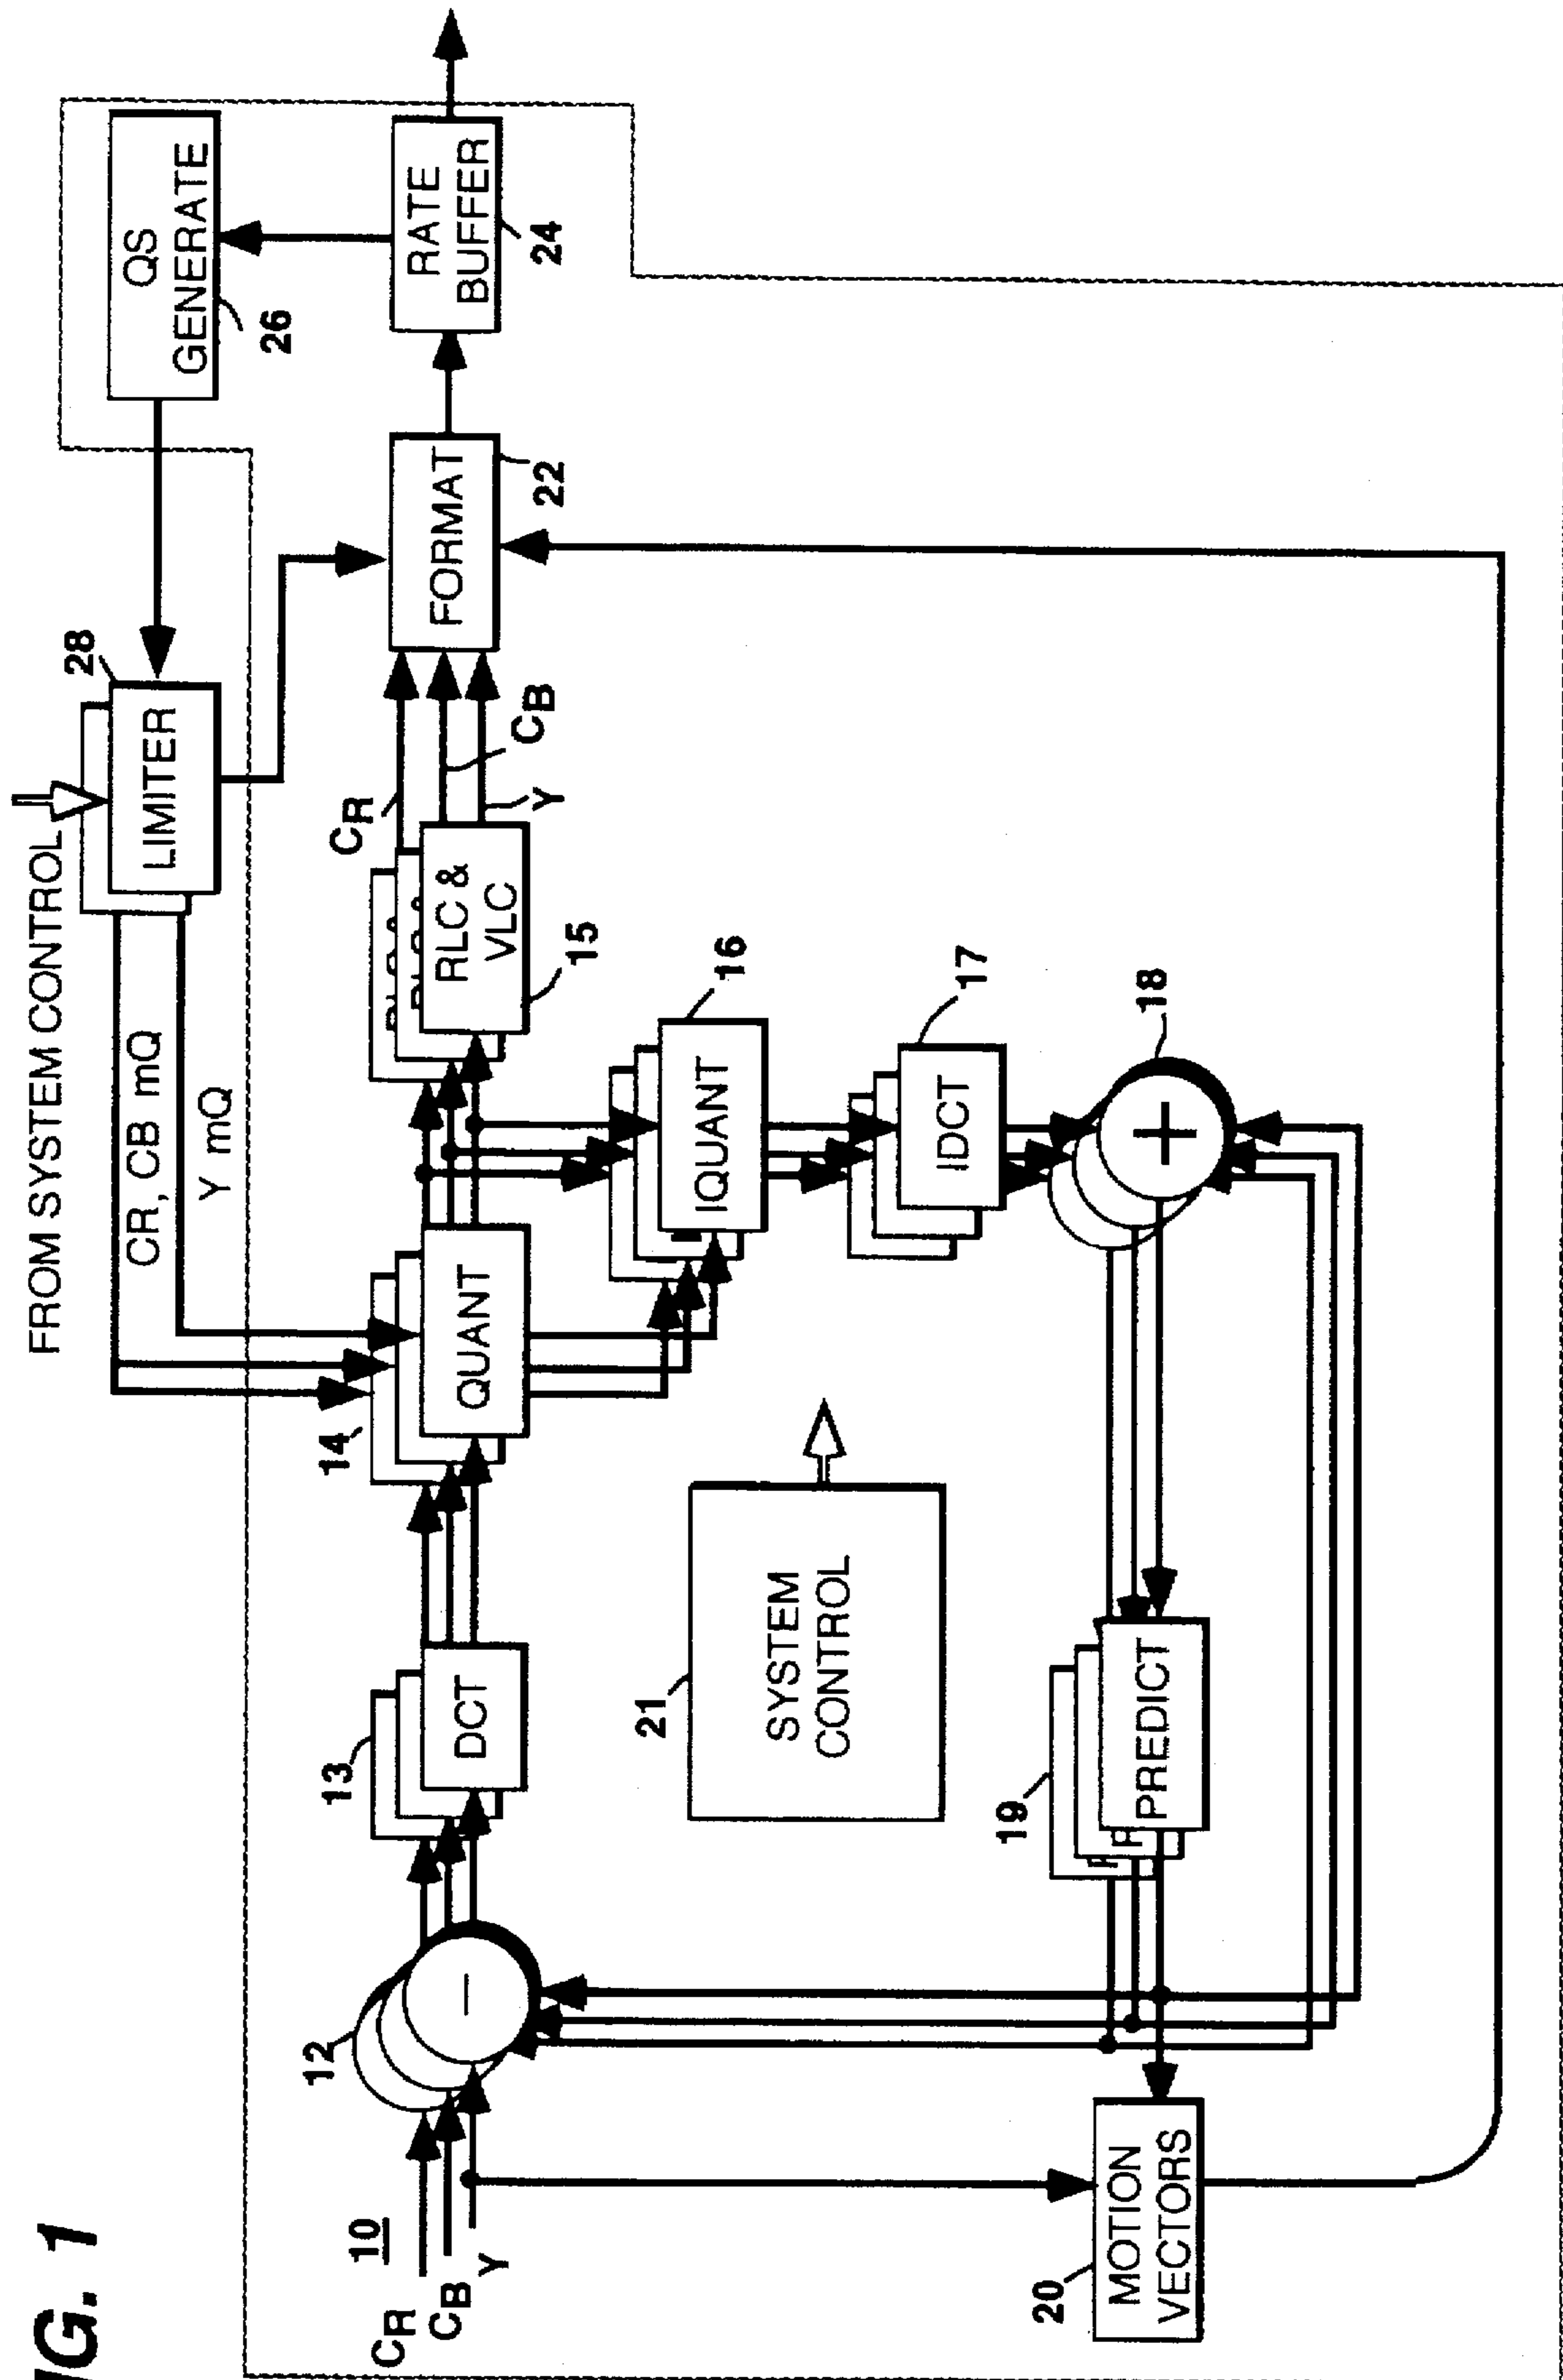 IG. 1
FROM SYSTEM CONTROL
28
LIMITER
QS
GENERATE
26
CR, CB mQ
Y mQ
10
CR
CB
Y
12
−
13
DCT
14
QUANT
CR
CB
Y
RLC &
VLC
15
FORMAT
22
RATE
BUFFER
24
IQUANT
16
IDCT
17
+
18
21
SYSTEM
CONTROL
19
PREDICT
20
MOTION
VECTORS